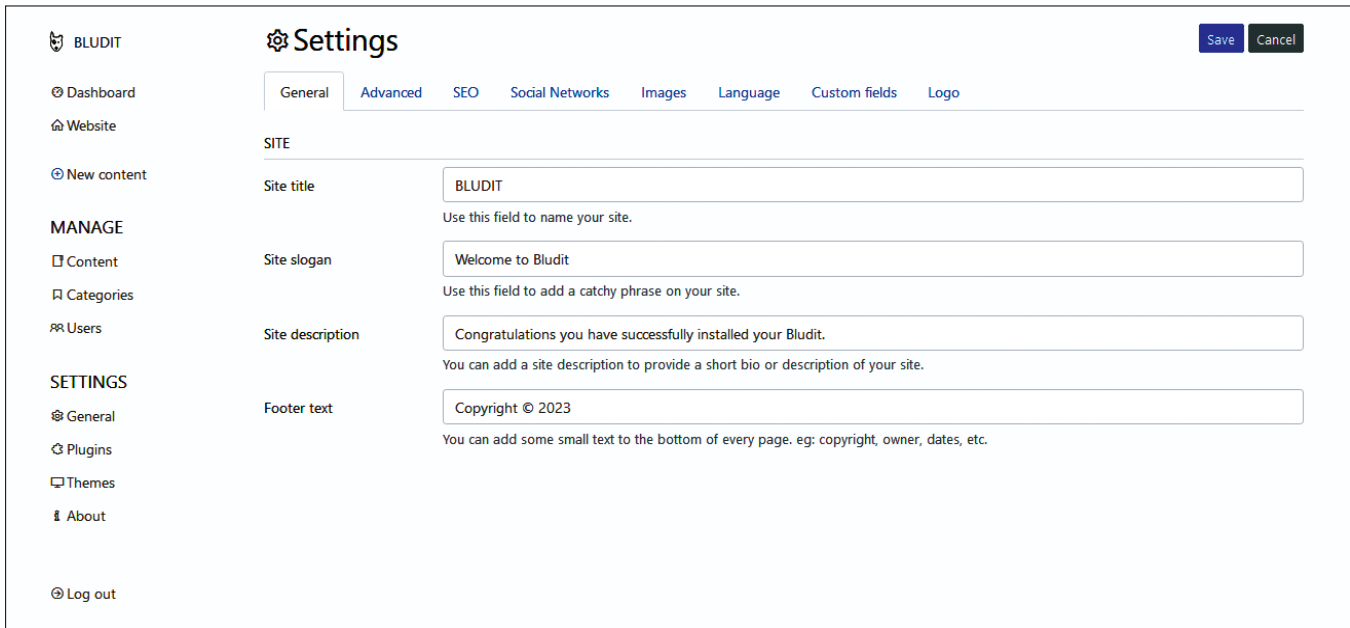 BLUDIT
Dashboard
Website
New content
MANAGE
Content
Categories
Users
SETTINGS
General
Plugins
Themes
About
Log out
Settings
Save Cancel
General Advanced SEO Social Networks Images Language Custom fields Logo
SITE
Site title BLUDIT
Use this field to name your site.
Site slogan Welcome to Bludit
Use this field to add a catchy phrase on your site.
Site description Congratulations you have successfully installed your Bludit.
You can add a site description to provide a short bio or description of your site.
Footer text Copyright © 2023
You can add some small text to the bottom of every page. eg: copyright, owner, dates, etc.